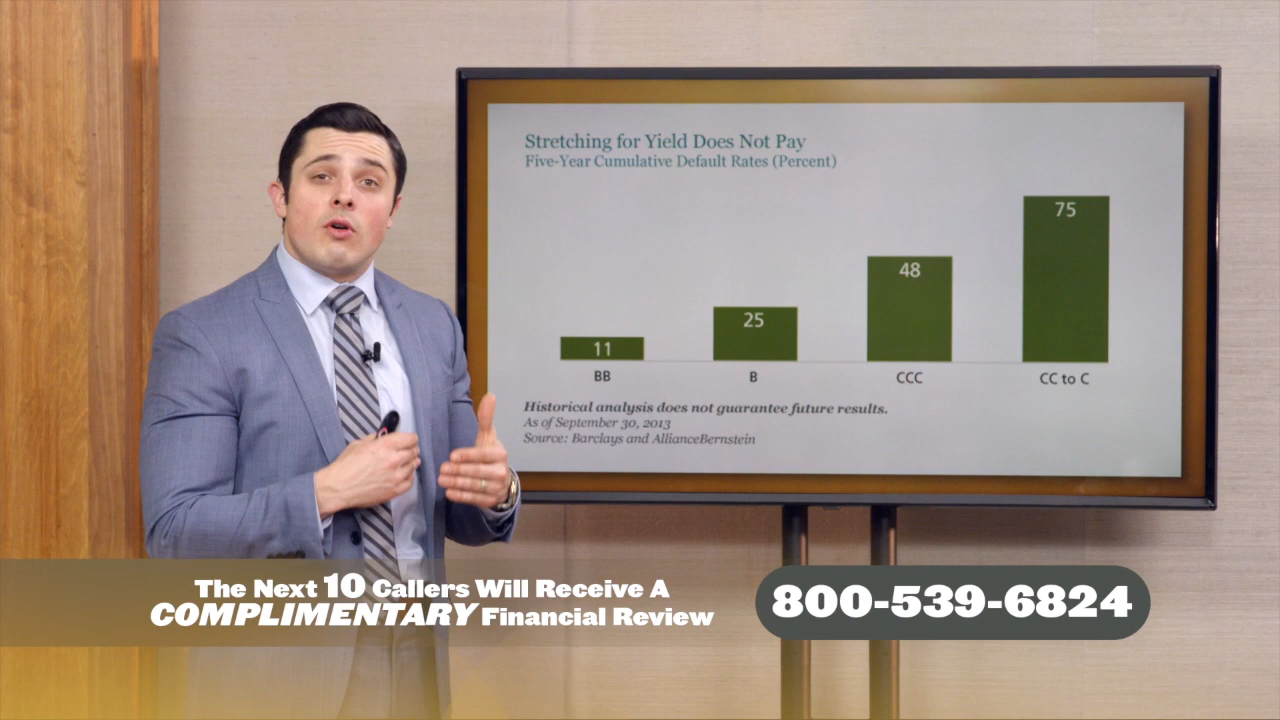 Stretching for Yield Does Not Pay
Five-Year Cumulative Default Rates (Percent)
11
25
48
75
BB
B
CCC
CC to C
Historical analysis does not guarantee future results.
As of September 30, 2013
Source: Barclays and AllianceBernstein
The Next 10 Callers Will Receive A
COMPLIMENTARY Financial Review
800-539-6824